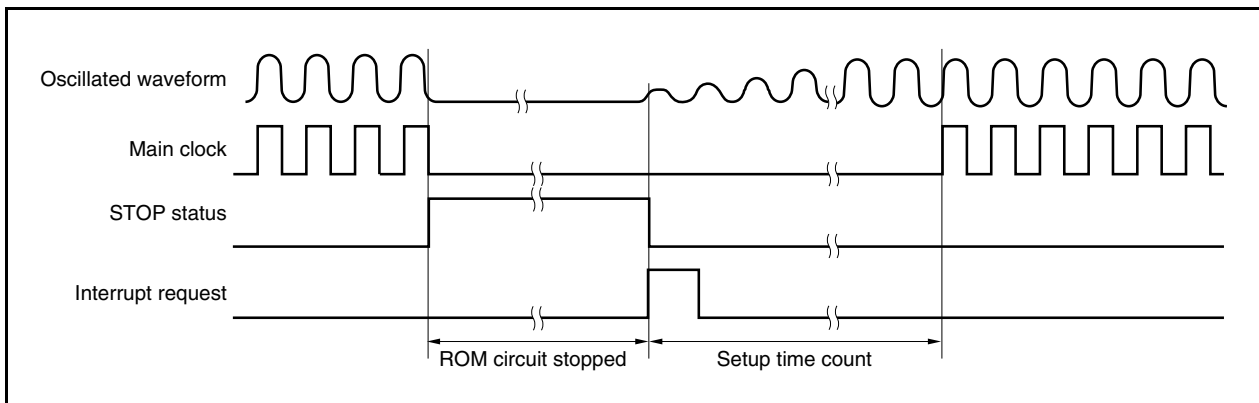 Oscillated waveform
Main clock
STOP status
Interrupt request
ROM circuit stopped
Setup time count